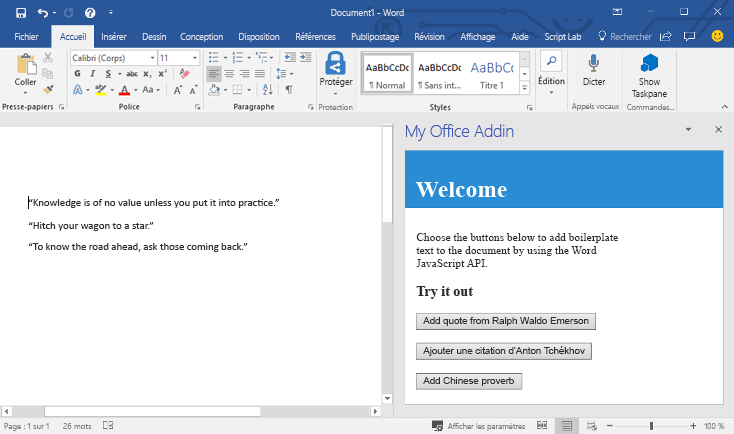 Document1 - Word
Fichier Accueil Insérer Dessin Conception Disposition Références Publipostage Révision Affichage Aide Script Lab Rechercher
Calibri (Corps) 11
Coller
G I S abc x₂ x²
A ab A Aa A A
Presse-papiers
Police
Paragraphe
Protéger
Protection
AaBbCcDc AaBbCcDc AaBbCc
¶ Normal ¶ Sans int... Titre 1
Styles
Édition
Dicter
Appels vocaux
Show
Taskpane
Commandes...
“Knowledge is of no value unless you put it into practice.”
“Hitch your wagon to a star.”
“To know the road ahead, ask those coming back.”
My Office Addin
Welcome
Choose the buttons below to add boilerplate
text to the document by using the Word
JavaScript API.
Try it out
Add quote from Ralph Waldo Emerson
Ajouter une citation d'Anton Tchékhov
Add Chinese proverb
Page : 1 sur 1 26 mots Afficher les paramètres 100 %